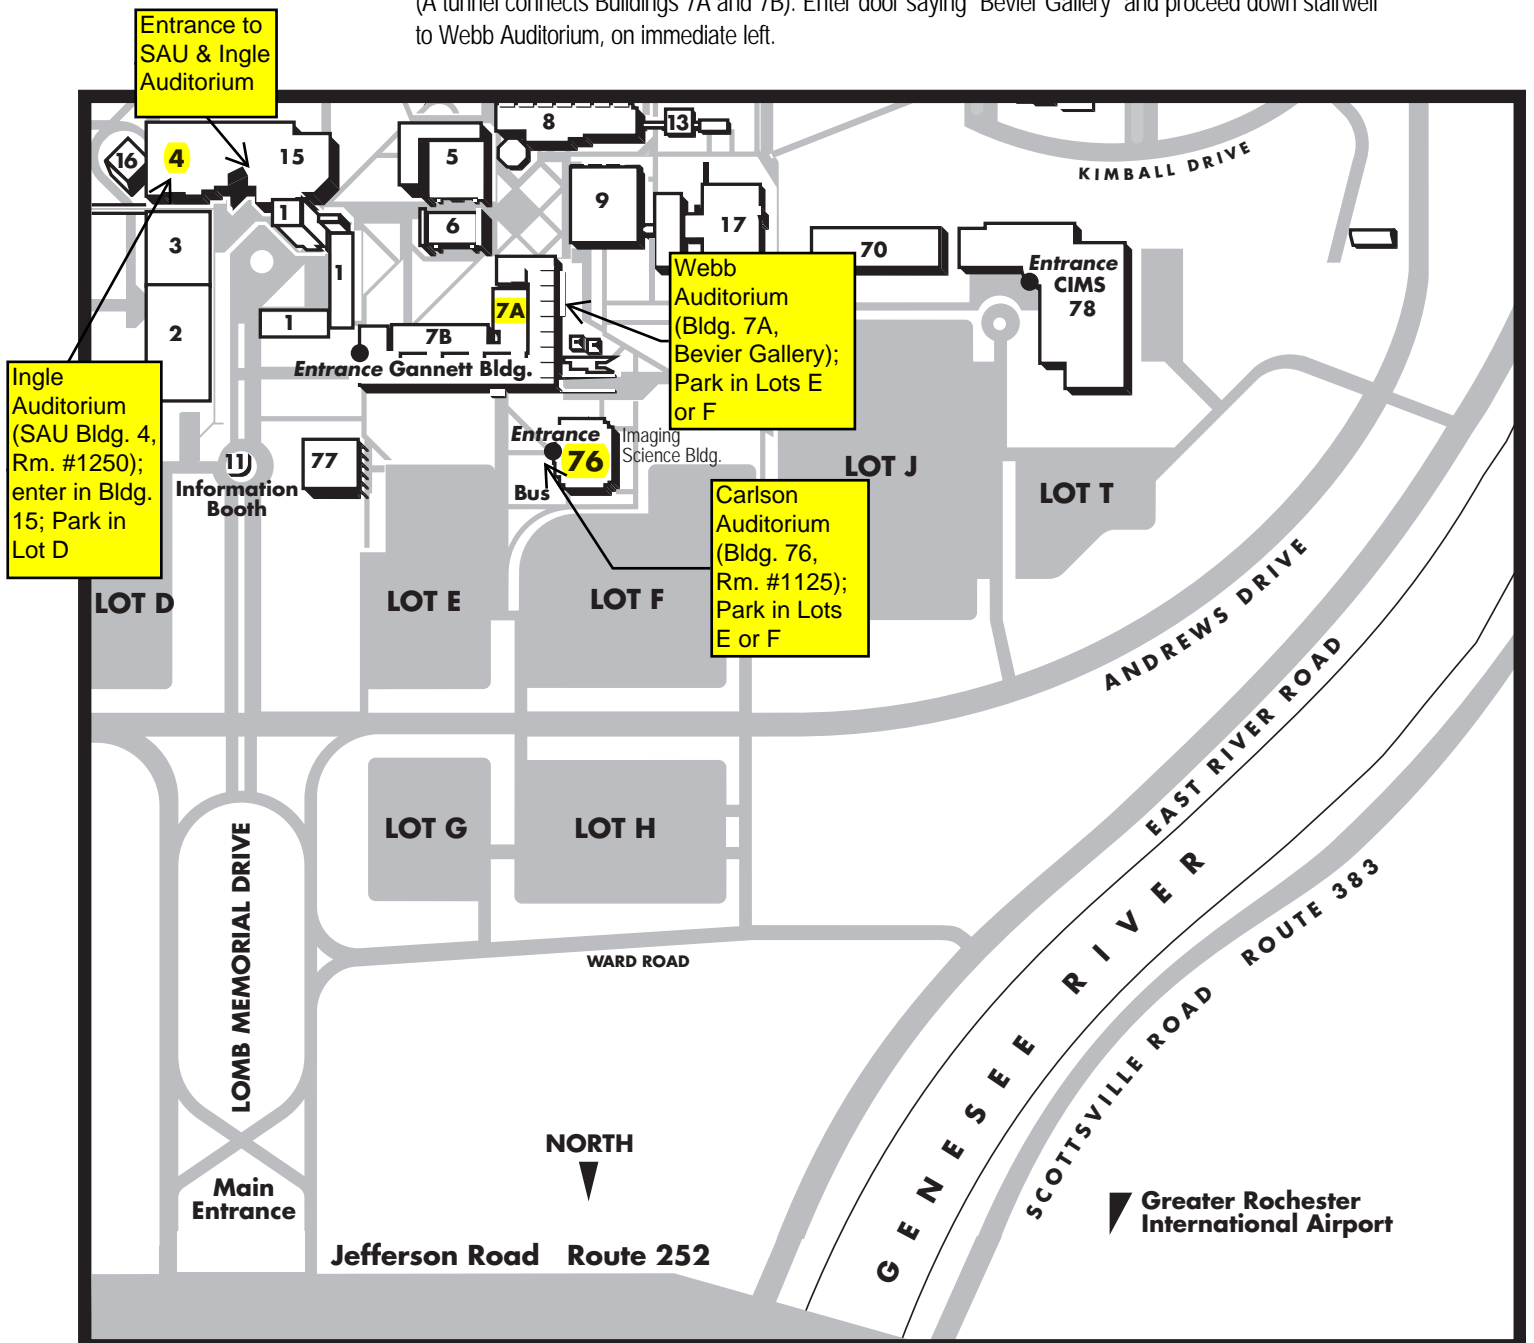 (A tunnel connects Buildings 7A and 7B). Enter door saying "Bevier Gallery" and proceed down stairwell
to Webb Auditorium, on immediate left.
Entrance to
SAU & Ingle
Auditorium
16
4
15
5
8
13
KIMBALL DRIVE
1
6
9
17
3
1
70
Entrance
CIMS
78
2
1
7B
7A
Entrance Gannett Bldg.
Webb
Auditorium
(Bldg. 7A,
Bevier Gallery);
Park in Lots E
or F
Ingle
Auditorium
(SAU Bldg. 4,
Rm. #1250);
enter in Bldg.
15; Park in
Lot D
11
Information
Booth
77
Entrance
76
Bus
Imaging
Science Bldg.
LOT J
LOT T
Carlson
Auditorium
(Bldg. 76,
Rm. #1125);
Park in Lots
E or F
LOT D
LOT E
LOT F
ANDREWS DRIVE
EAST RIVER ROAD
LOT G
LOT H
LOMB MEMORIAL DRIVE
WARD ROAD
GENESEE RIVER
SCOTTSVILLE ROAD ROUTE 383
NORTH
Main
Entrance
Greater Rochester
International Airport
Jefferson Road Route 252